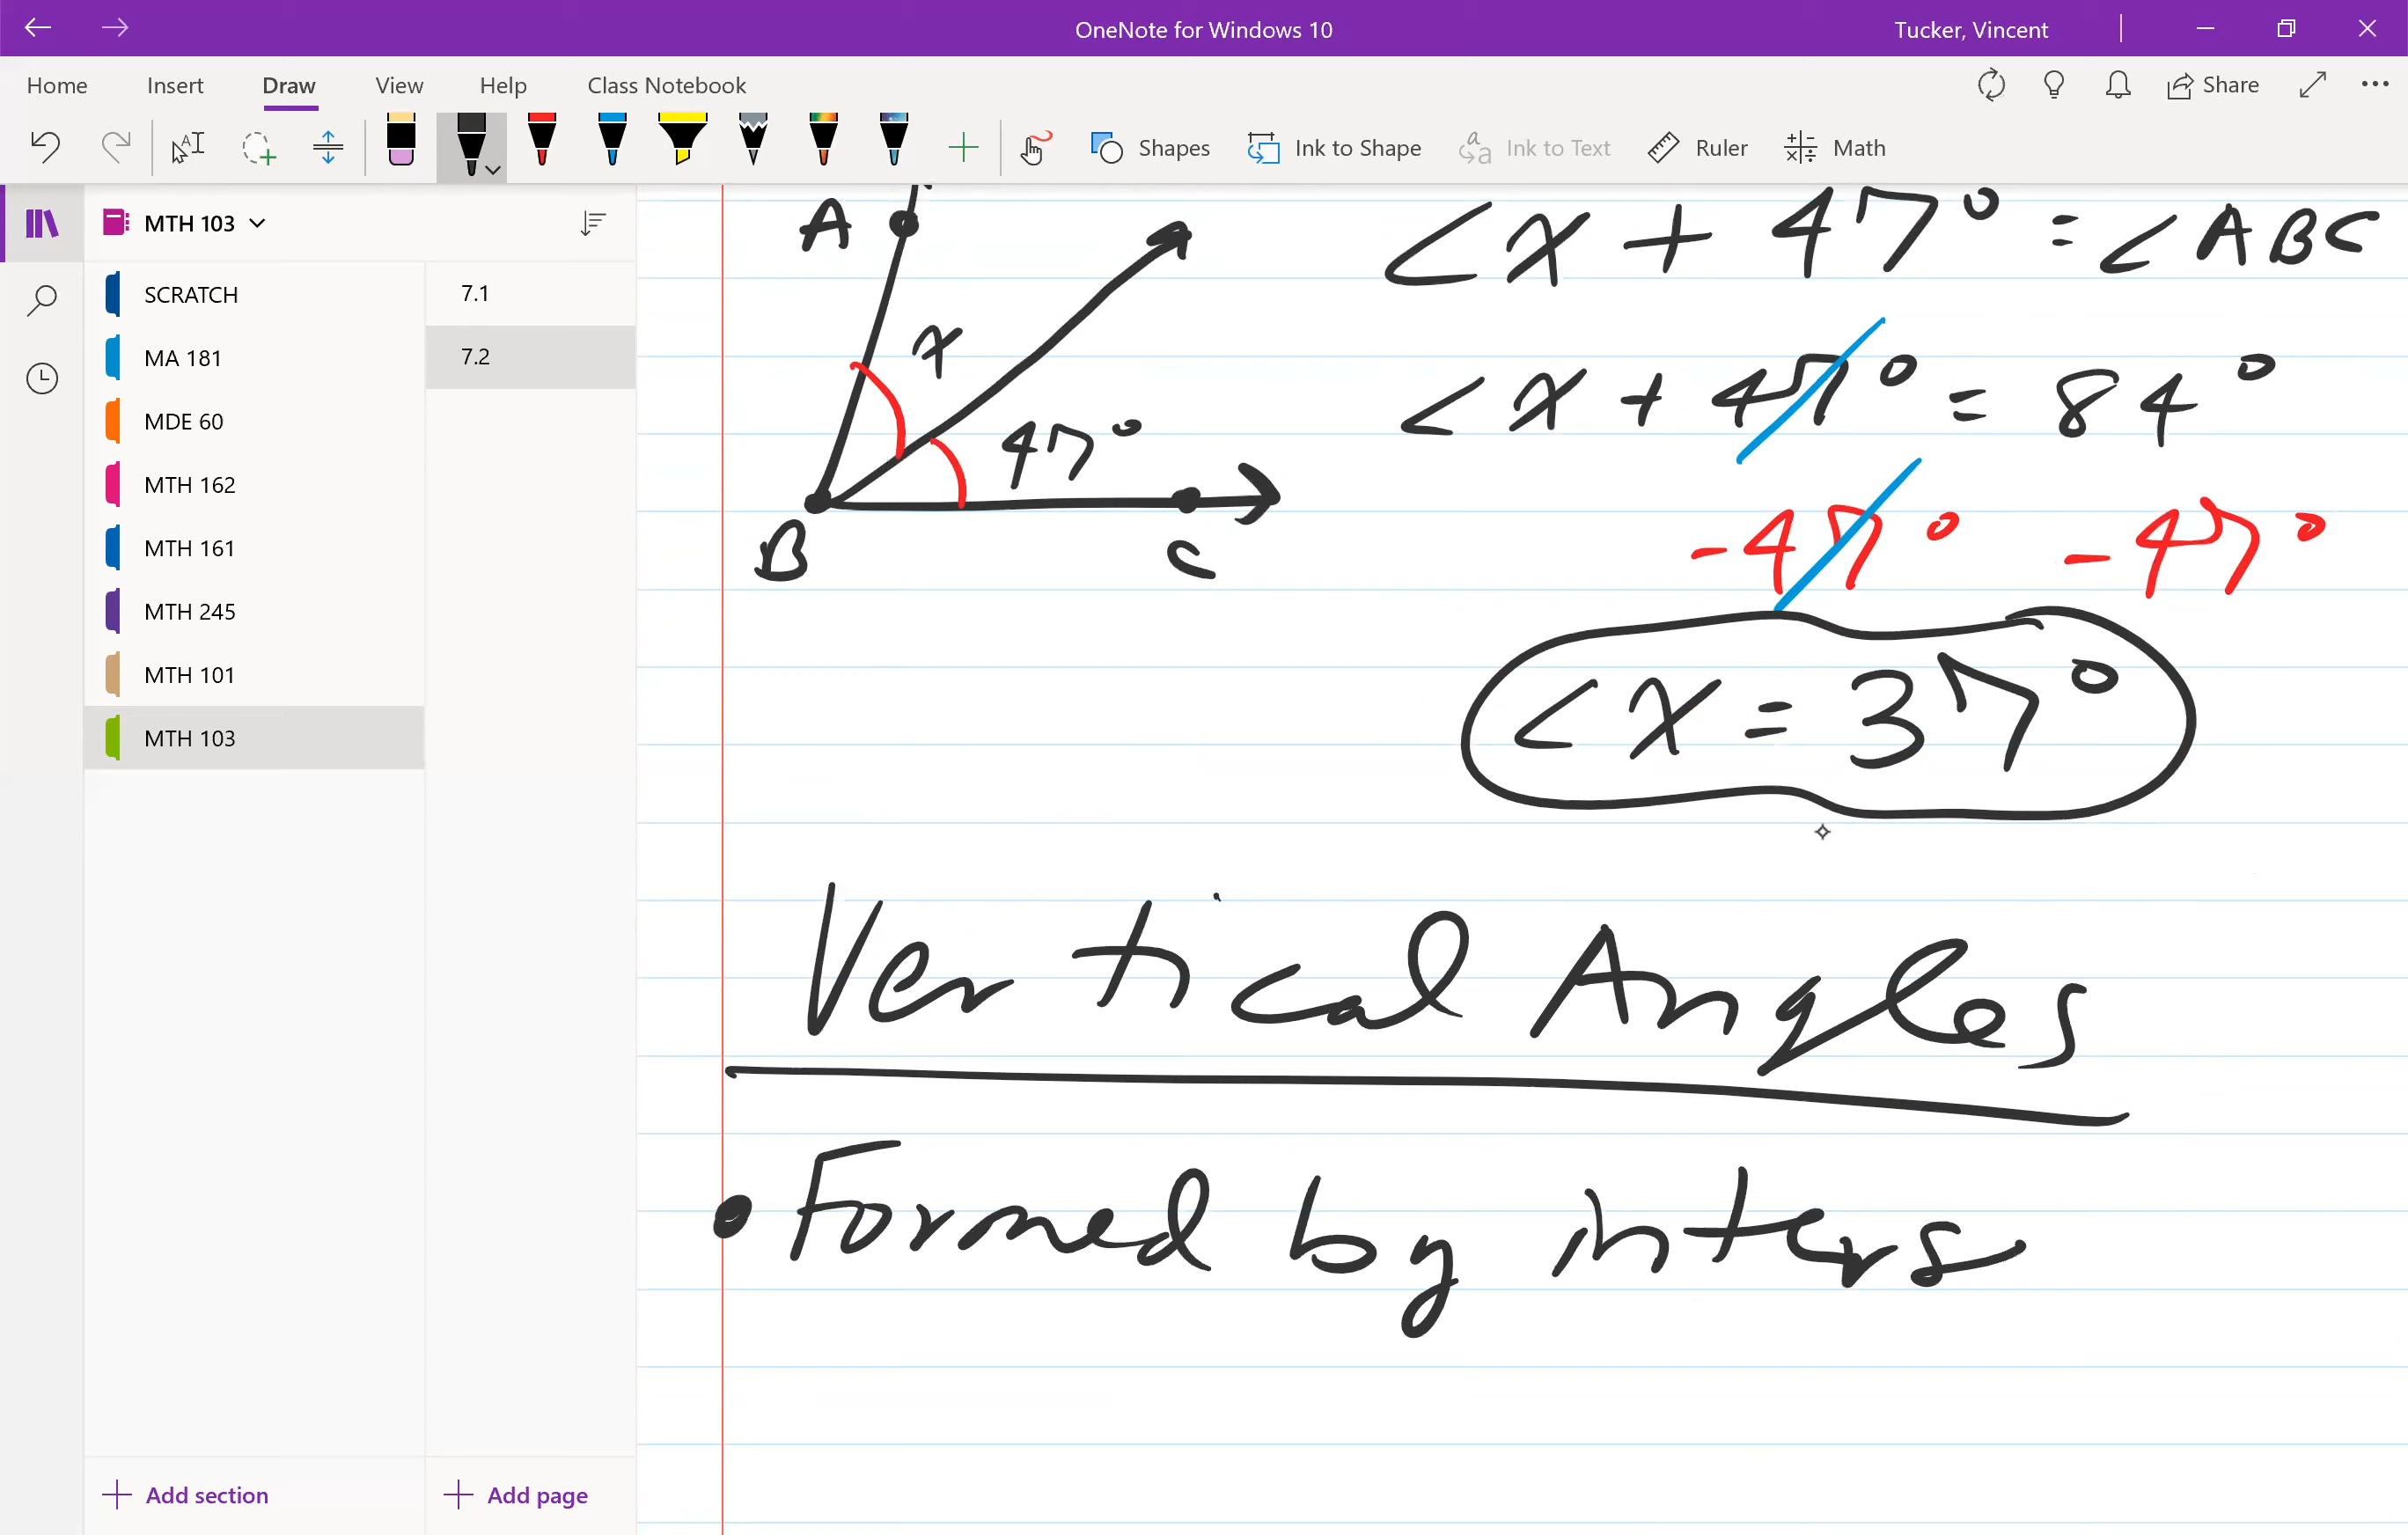 OneNote for Windows 10
Tucker, Vincent
Home Insert Draw View Help Class Notebook
Share
Shapes Ink to Shape Ink to Text Ruler Math
MTH 103
SCRATCH
MA 181
MDE 60
MTH 162
MTH 161
MTH 245
MTH 101
MTH 103
7.1
7.2
Add section
Add page
A
x
47°
B
C
<x + 47° = <ABC
<x + 47° = 84°
-47° -47°
<x = 37°
Vertical Angles
• Formed by inters